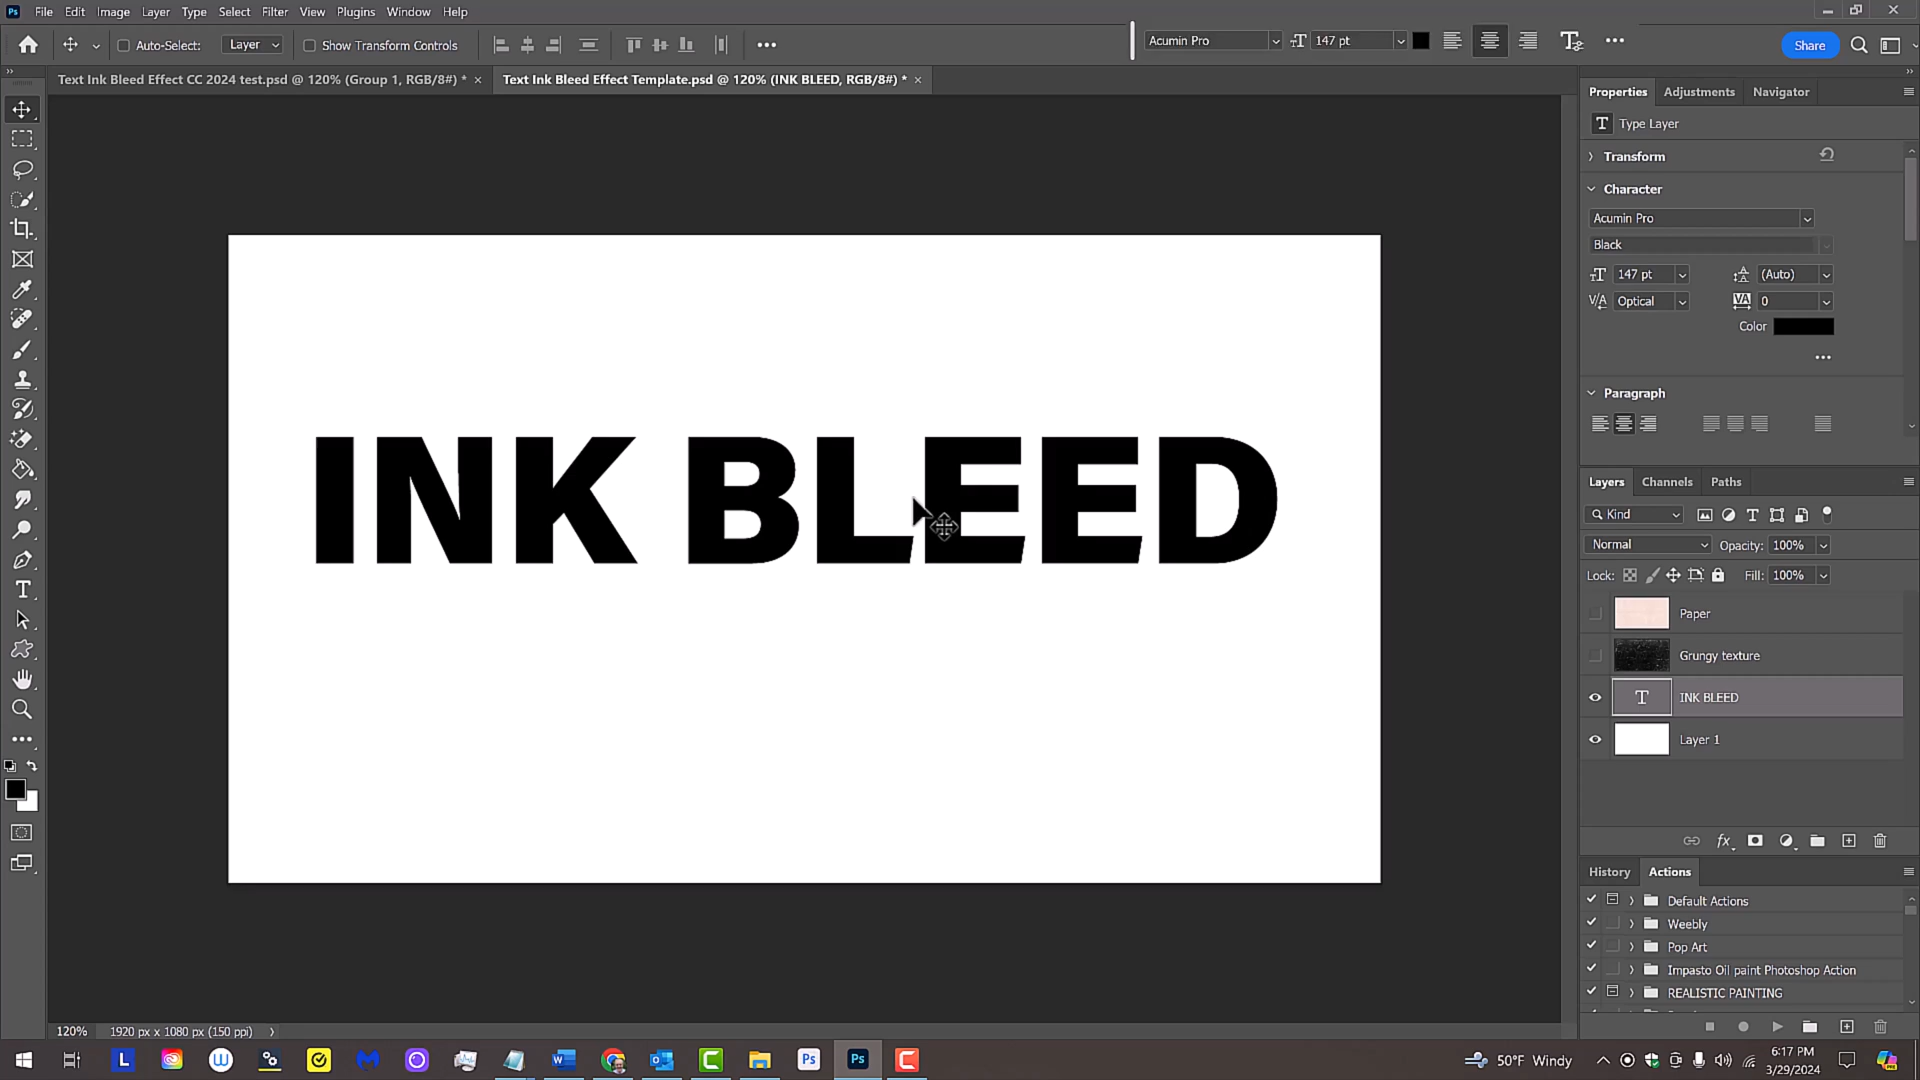 File Edit Image Layer Type Select Filter View Plugins Window Help
Auto-Select: Layer Show Transform Controls
Acumin Pro 147 pt
Share
Text Ink Bleed Effect CC 2024 test.psd @ 120% (Group 1, RGB/8#) * ×
Text Ink Bleed Effect Template.psd @ 120% (INK BLEED, RGB/8#) * ×
Properties Adjustments Navigator
Type Layer
Transform
Character
Acumin Pro
Black
147 pt (Auto)
Optical 0
Color
Paragraph
INK BLEED
Layers Channels Paths
Kind
Normal Opacity: 100%
Lock: Fill: 100%
Paper
Grungy texture
INK BLEED
Layer 1
History Actions
Default Actions
Weebly
Pop Art
Impasto Oil paint Photoshop Action
REALISTIC PAINTING
120% 1920 px x 1080 px (150 ppi)
50°F Windy
6:17 PM
3/29/2024